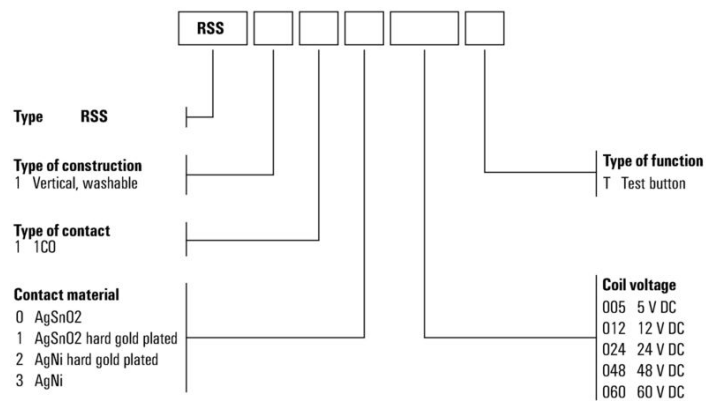 RSS
Type RSS
Type of construction
1 Vertical, washable
Type of contact
1 1CO
Contact material
0 AgSnO2
1 AgSnO2 hard gold plated
2 AgNi hard gold plated
3 AgNi
Type of function
T Test button
Coil voltage
005 5 V DC
012 12 V DC
024 24 V DC
048 48 V DC
060 60 V DC